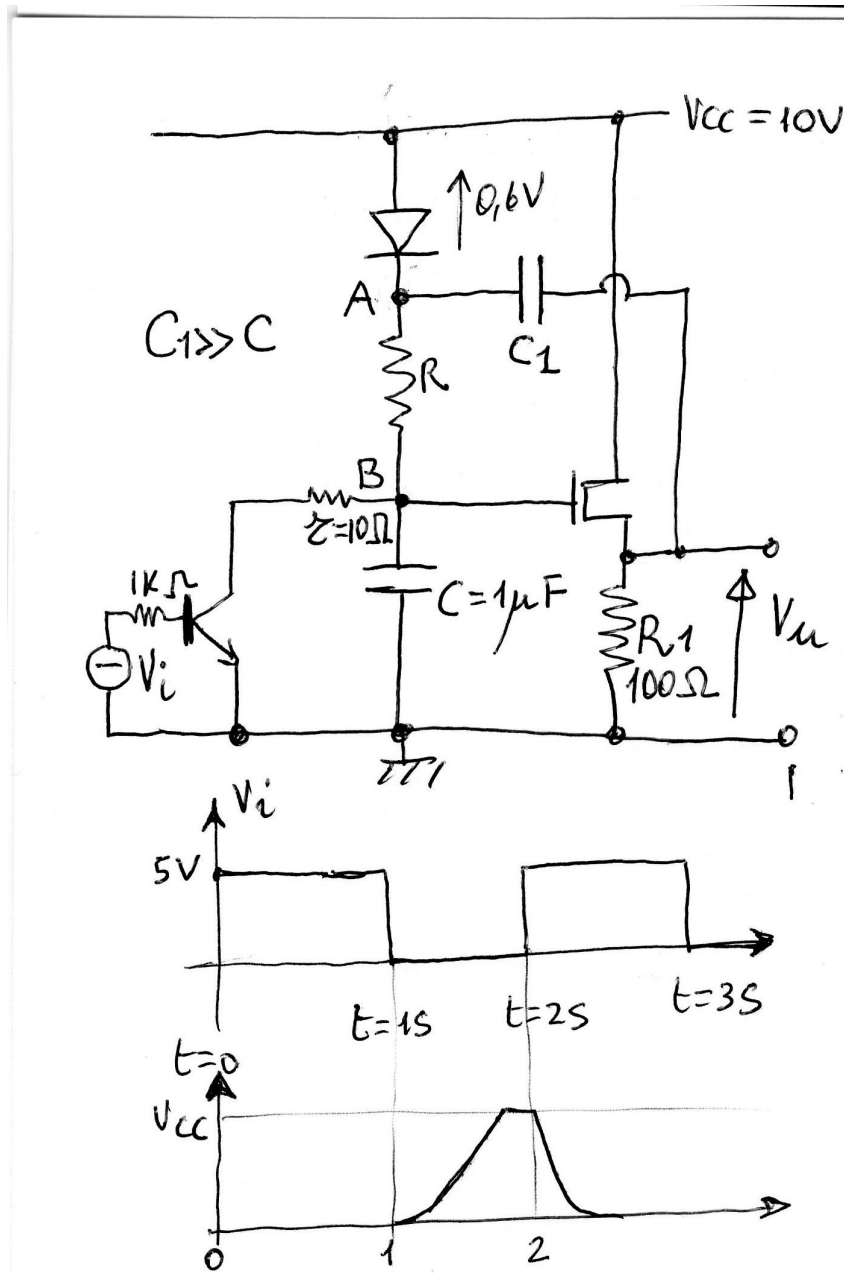 VCC = 10V
0,6V
A
C1>>C
C1
R
B
r=10Ω
1KΩ
C=1μF
Vi
R1
100Ω
Vu
Vi
5V
t=1s
t=2s
t=3s
t=0
VCC
0
1
2